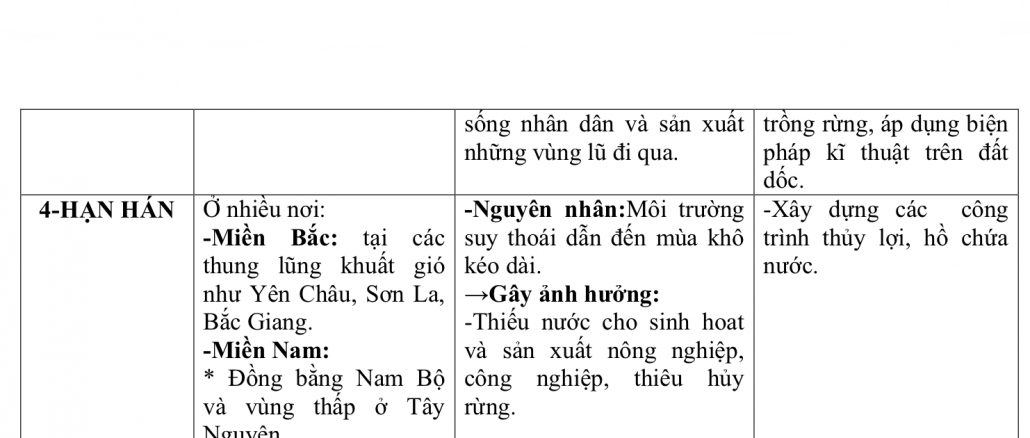 sống nhân dân và sản xuất
những vùng lũ đi qua.
trồng rừng, áp dụng biện
pháp kĩ thuật trên đất
dốc.
4-HẠN HÁN
Ở nhiều nơi:
-Miền Bắc: tại các
thung lũng khuất gió
như Yên Châu, Sơn La,
Bắc Giang.
-Miền Nam:
* Đồng bằng Nam Bộ
và vùng thấp ở Tây
Nguyên
-Nguyên nhân:Môi trường
suy thoái dẫn đến mùa khô
kéo dài.
→Gây ảnh hưởng:
-Thiếu nước cho sinh hoat
và sản xuất nông nghiệp,
công nghiệp, thiêu hủy
rừng.
-Xây dựng các công
trình thủy lợi, hồ chứa
nước.